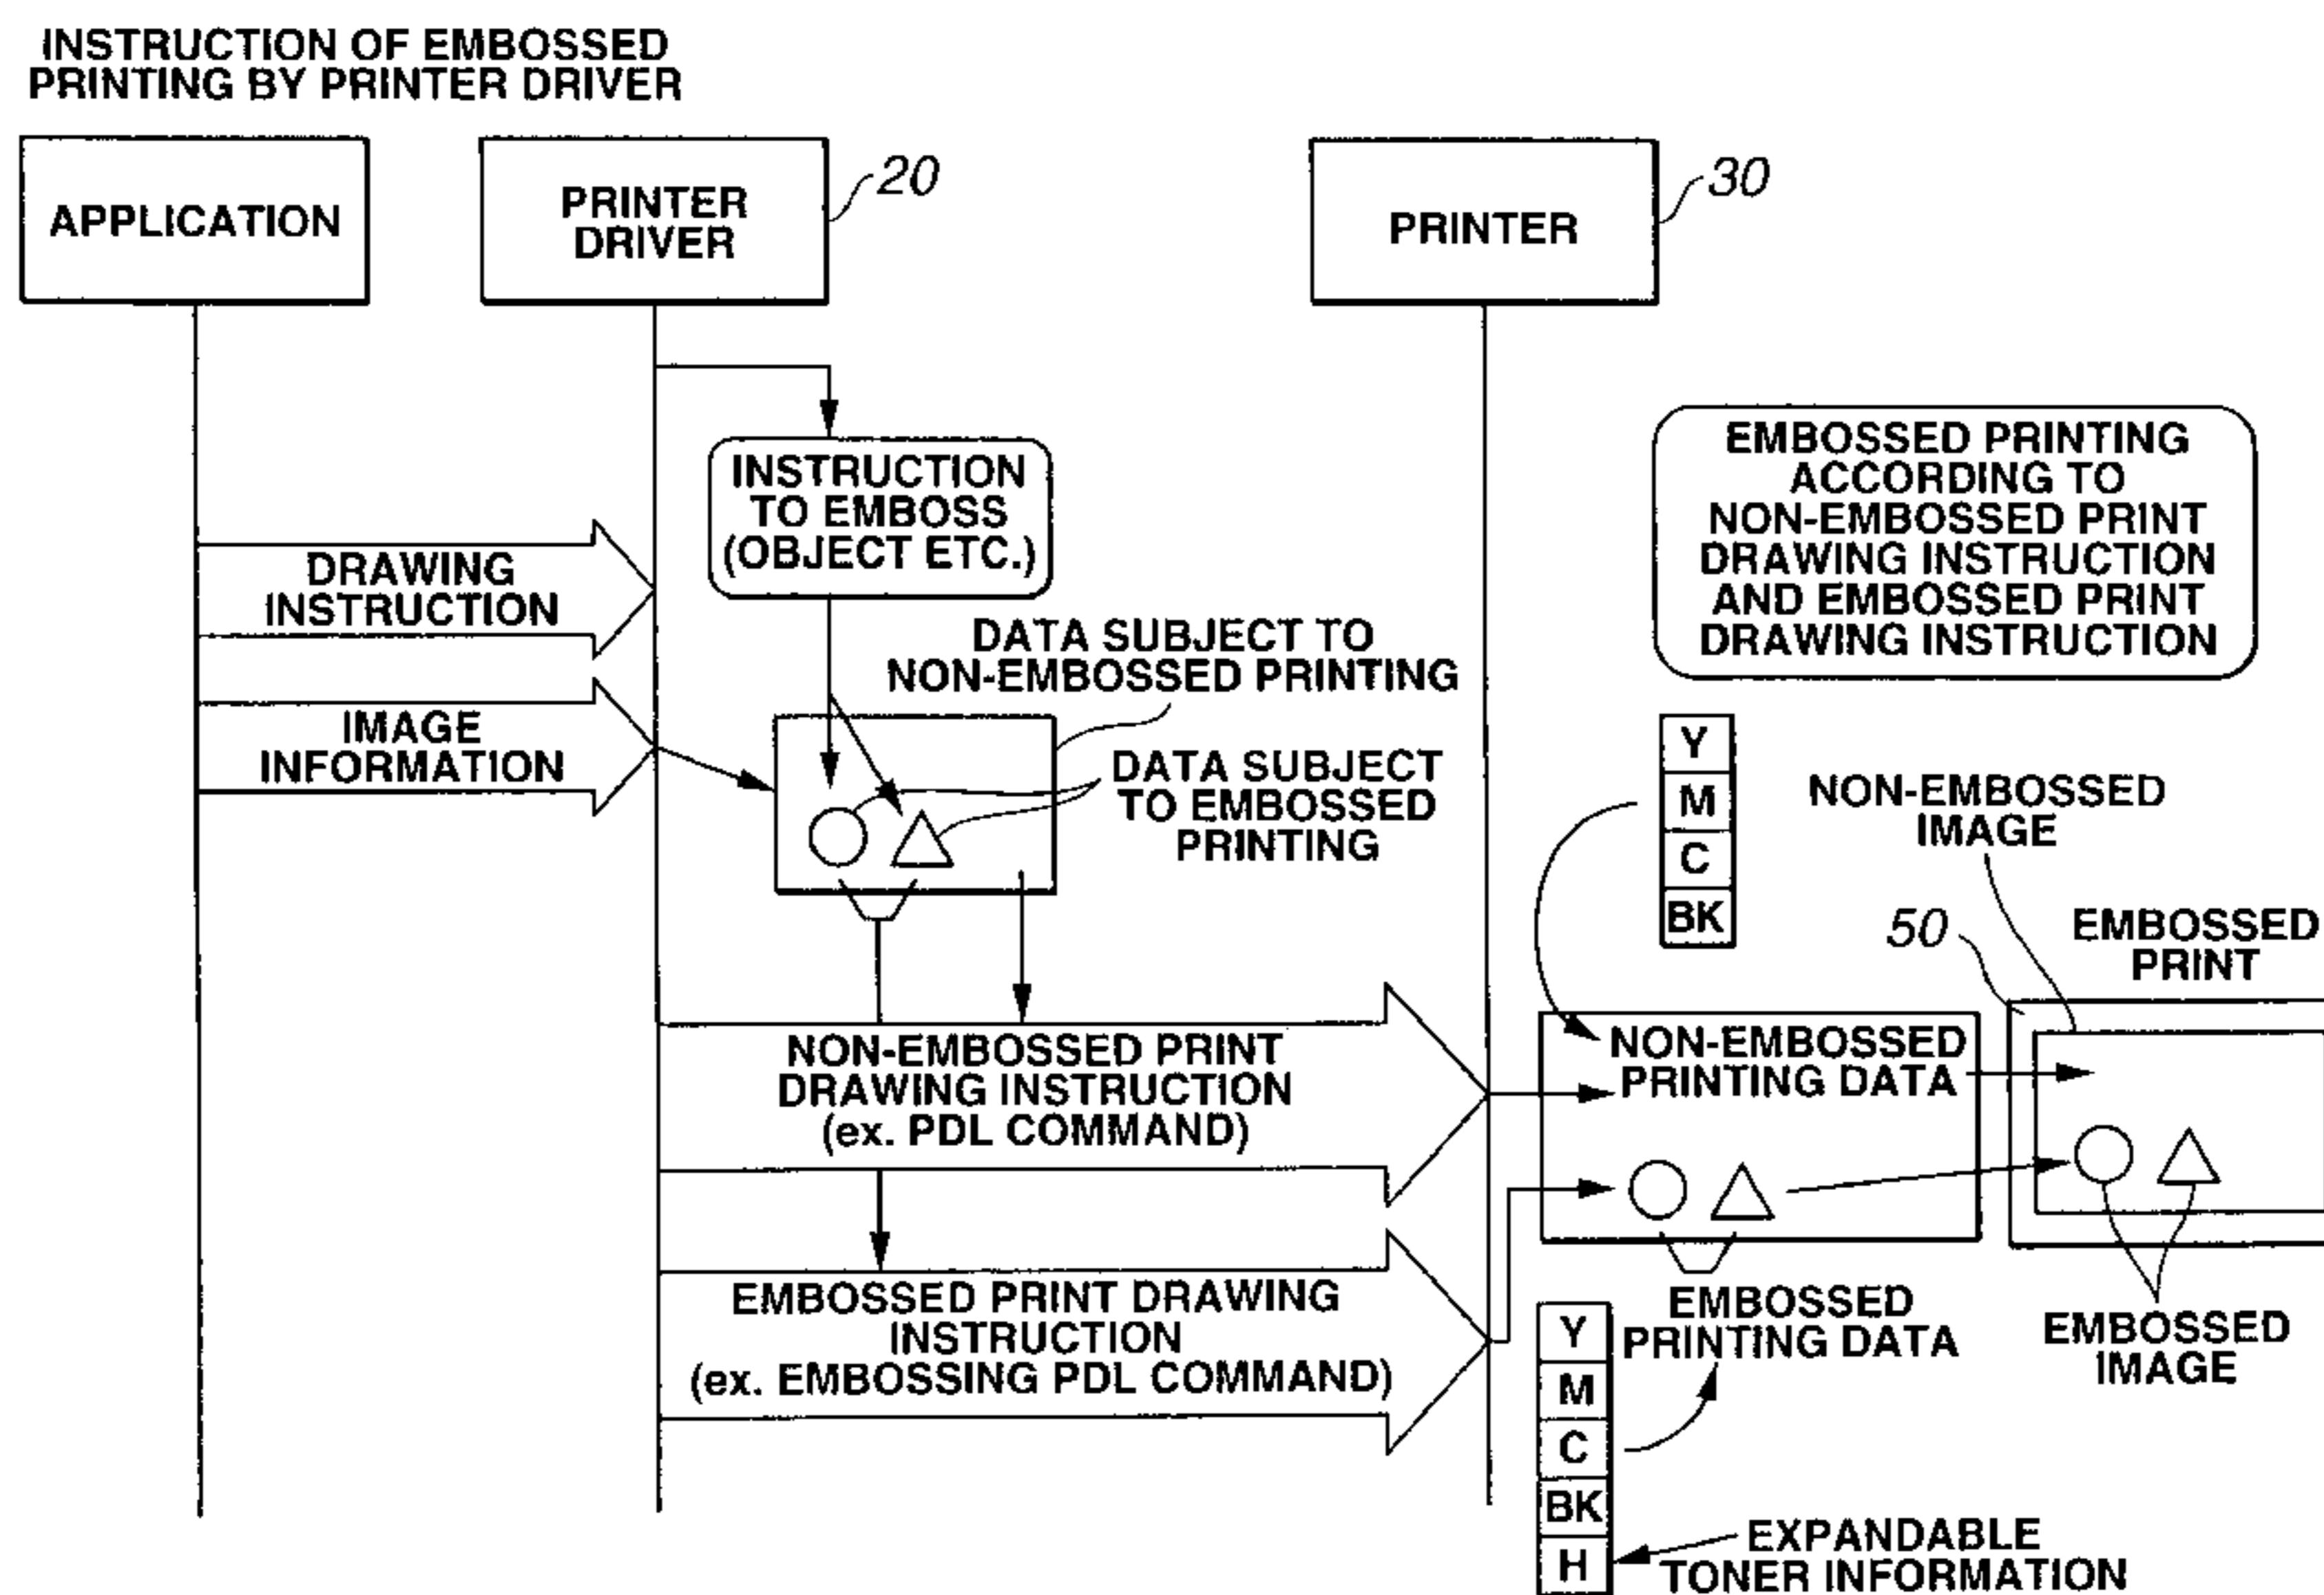 INSTRUCTION OF EMBOSSED
PRINTING BY PRINTER DRIVER
APPLICATION
PRINTER
DRIVER
20
PRINTER
30
INSTRUCTION
TO EMBOSS
(OBJECT ETC.)
EMBOSSED PRINTING
ACCORDING TO
NON-EMBOSSED PRINT
DRAWING INSTRUCTION
AND EMBOSSED PRINT
DRAWING INSTRUCTION
DRAWING
INSTRUCTION
DATA SUBJECT TO
NON-EMBOSSED PRINTING
IMAGE
INFORMATION
DATA SUBJECT
TO EMBOSSED
PRINTING
Y
M
C
BK
NON-EMBOSSED
IMAGE
50
EMBOSSED
PRINT
NON-EMBOSSED PRINT
DRAWING INSTRUCTION
(ex. PDL COMMAND)
NON-EMBOSSED
PRINTING DATA
EMBOSSED PRINT DRAWING
INSTRUCTION
(ex. EMBOSSING PDL COMMAND)
EMBOSSED
PRINTING DATA
EMBOSSED
IMAGE
Y
M
C
BK
H
EXPANDABLE
TONER INFORMATION